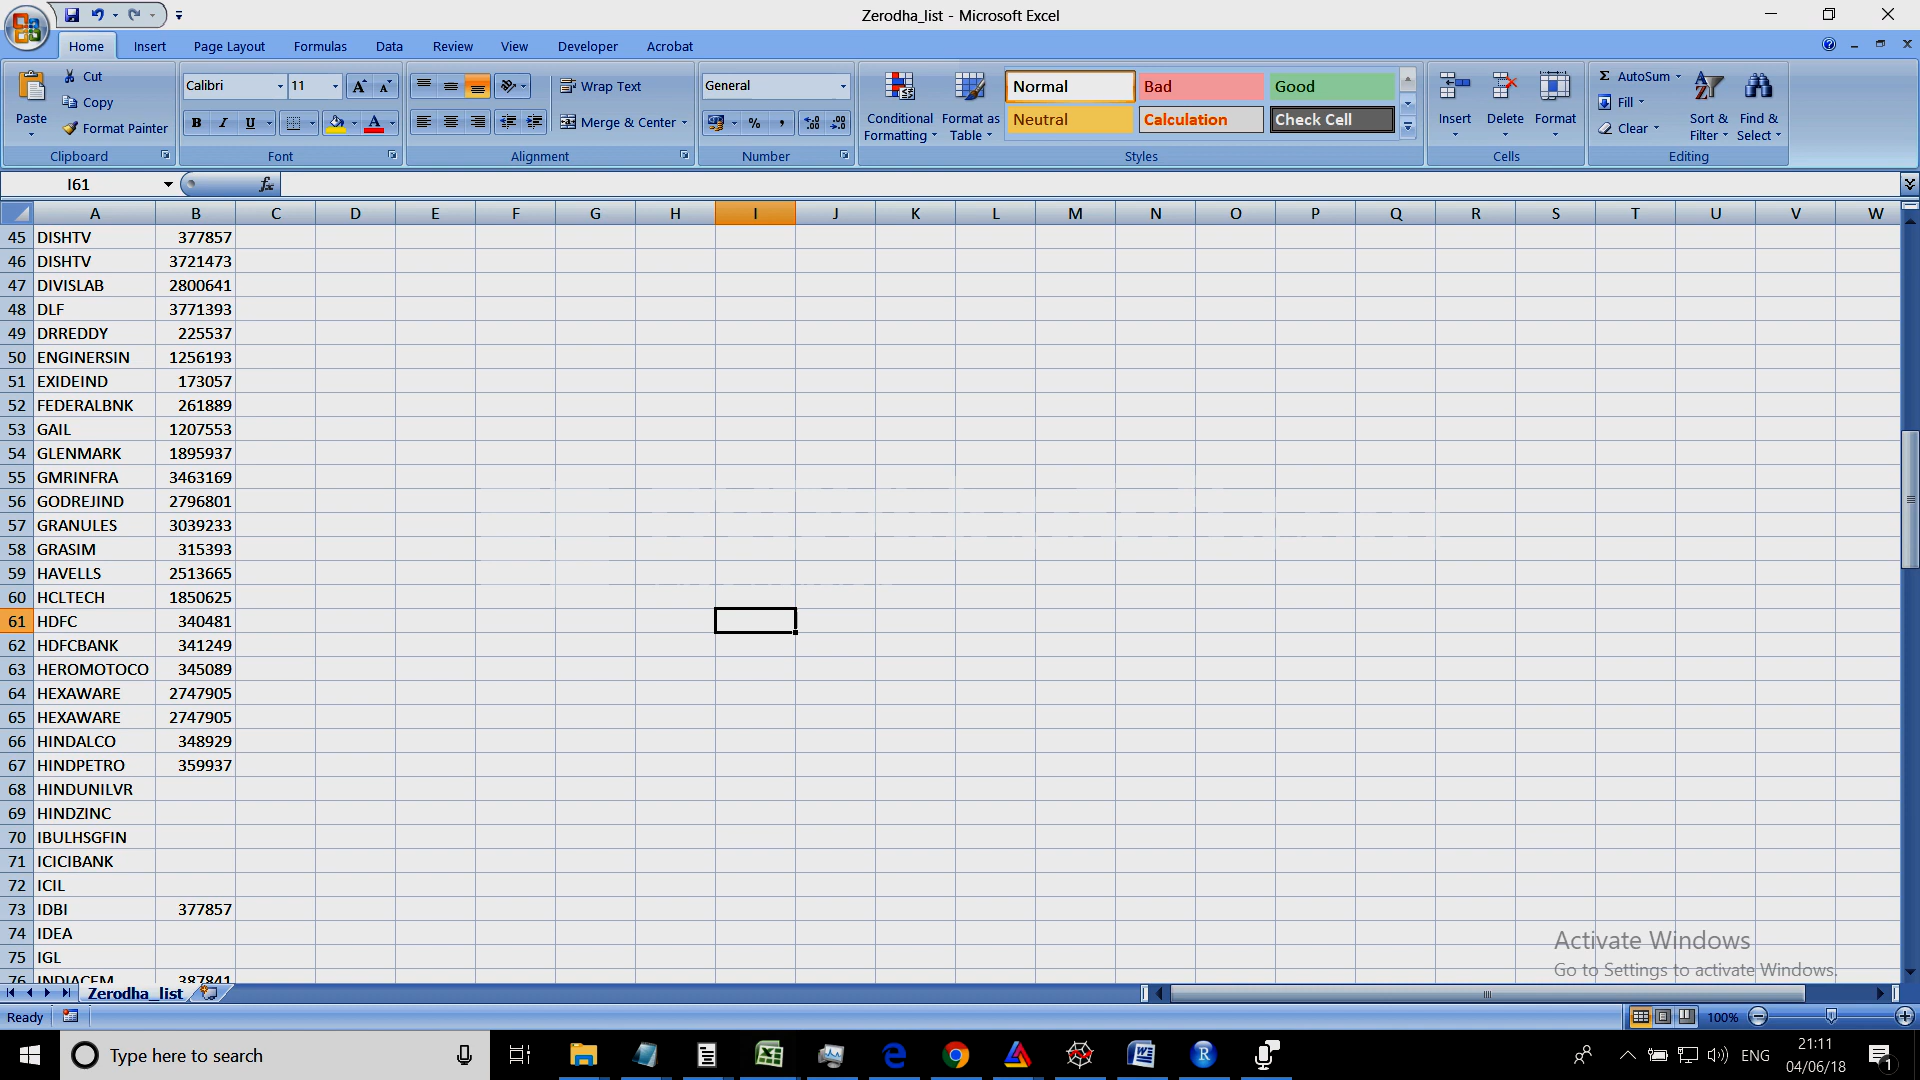 Zerodha_list - Microsoft Excel
Home Insert Page Layout Formulas Data Review View Developer Acrobat
Paste Cut Copy Format Painter Clipboard
Calibri 11 B I U A Font
Wrap Text Merge & Center Alignment
General % , Number
Conditional Formatting Format as Table Normal Bad Good Neutral Calculation Check Cell Styles
Insert Delete Format Cells
Σ AutoSum Fill Clear Sort & Filter Find & Select Editing
I61 fx
A B C D E F G H I J K L M N O P Q R S T U V W
45 DISHTV 377857
46 DISHTV 3721473
47 DIVISLAB 2800641
48 DLF 3771393
49 DRREDDY 225537
50 ENGINERSIN 1256193
51 EXIDEIND 173057
52 FEDERALBNK 261889
53 GAIL 1207553
54 GLENMARK 1895937
55 GMRINFRA 3463169
56 GODREJIND 2796801
57 GRANULES 3039233
58 GRASIM 315393
59 HAVELLS 2513665
60 HCLTECH 1850625
61 HDFC 340481
62 HDFCBANK 341249
63 HEROMOTOCO 345089
64 HEXAWARE 2747905
65 HEXAWARE 2747905
66 HINDALCO 348929
67 HINDPETRO 359937
68 HINDUNILVR
69 HINDZINC
70 IBULHSGFIN
71 ICICIBANK
72 ICIL
73 IDBI 377857
74 IDEA
75 IGL
76 INDIACEM 387841
Activate Windows
Go to Settings to activate Windows.
Zerodha_list
Ready 100%
Type here to search ENG 21:11
04/06/18 1